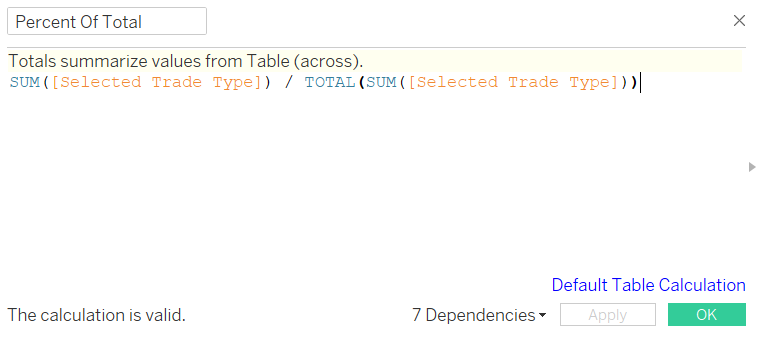 Percent Of Total
Totals summarize values from Table (across).
SUM([Selected Trade Type]) / TOTAL(SUM([Selected Trade Type]))
Default Table Calculation
The calculation is valid.
7 Dependencies
Apply
OK